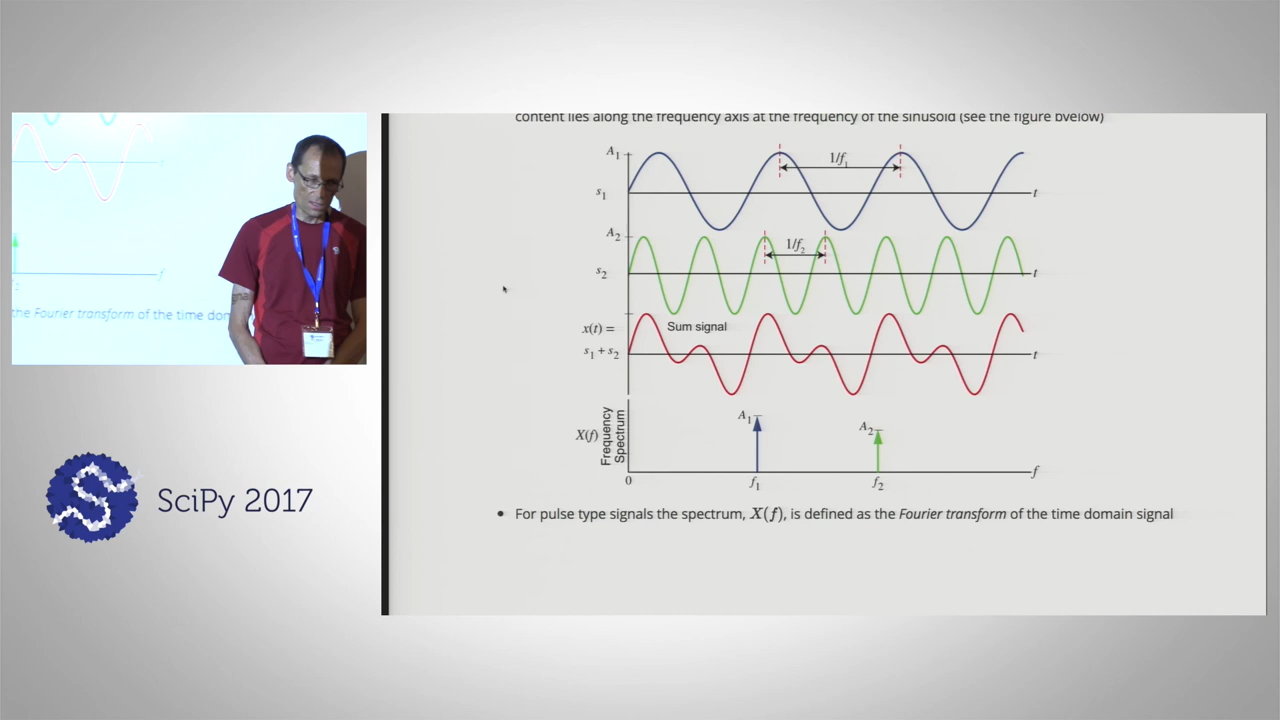 content lies along the frequency axis at the frequency of the sinusoid (see the figure bvelow)
A₁
1/f₁
s₁
t
A₂
1/f₂
s₂
t
x(t) =
Sum signal
s₁ + s₂
t
A₁
A₂
X(f)
Frequency
Spectrum
f
0
f₁
f₂
• For pulse type signals the spectrum, X(f), is defined as the Fourier transform of the time domain signal
t
f
the Fourier transform of the time dom
SciPy 2017